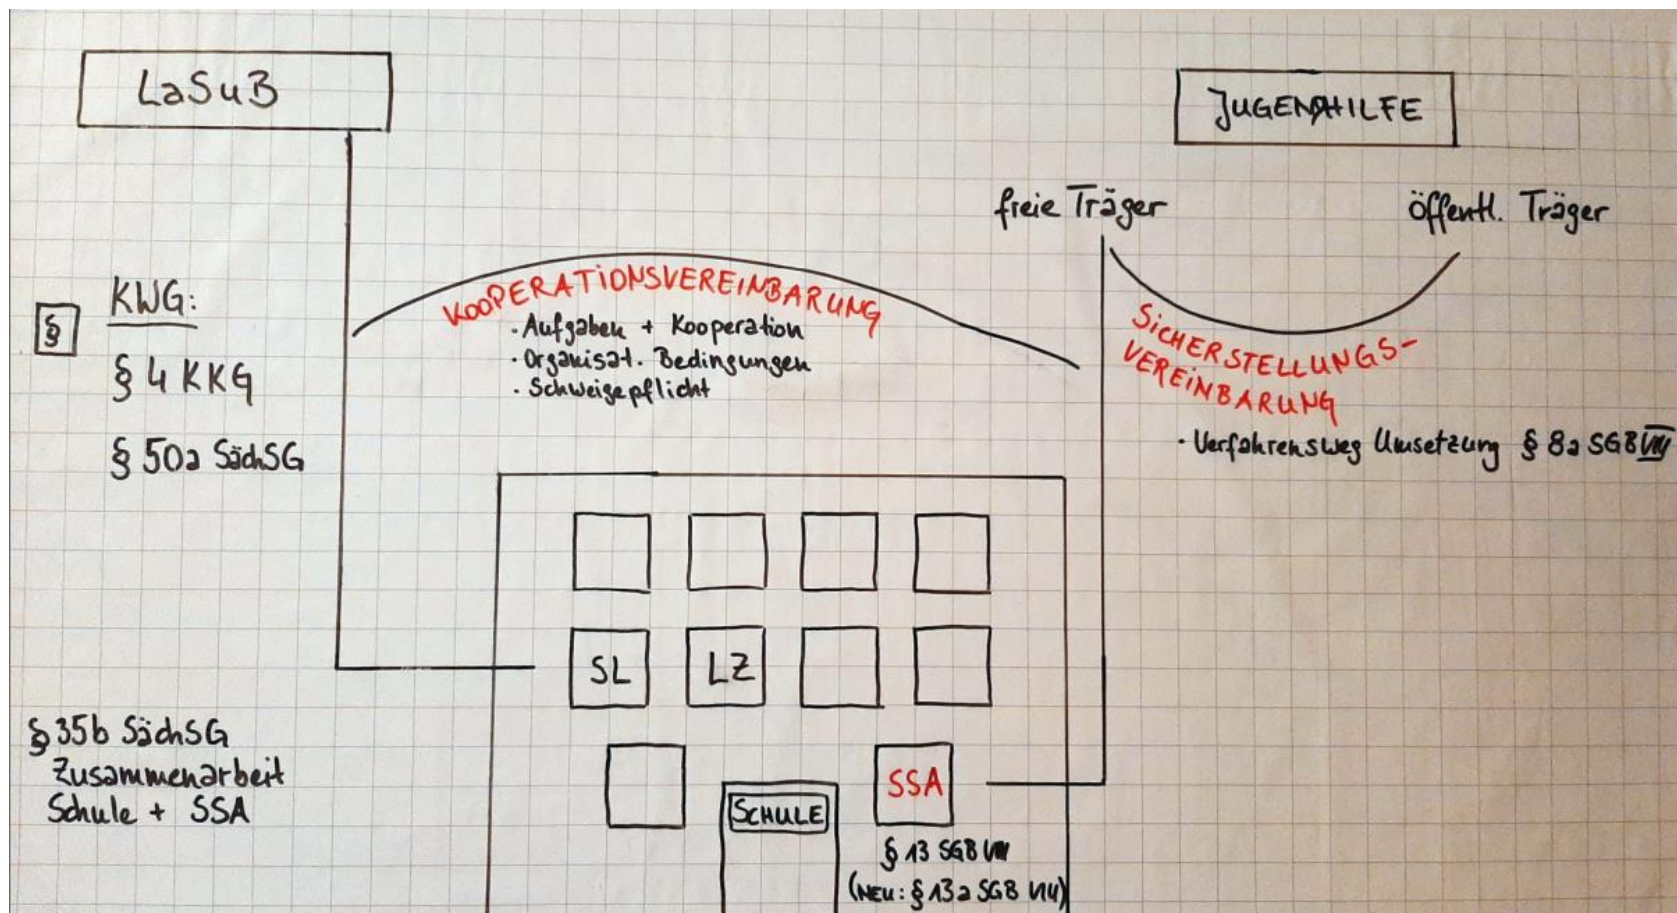 LaSuB
JUGENDHILFE
freie Träger
öffentl. Träger
KOOPERATIONSVEREINBARUNG
· Aufgaben + Kooperation
· Organisat. Bedingungen
· Schweigepflicht
SICHERSTELLUNGS-
VEREINBARUNG
· Verfahrensweg Umsetzung § 8a SGB VIII
§
KWG:
§ 4 KKG
§ 50a SächSG
SL
LZ
§ 35b SächSG
Zusammenarbeit
Schule + SSA
SSA
SCHULE
§ 13 SGB VIII
(NEU: § 13a SGB VIII)